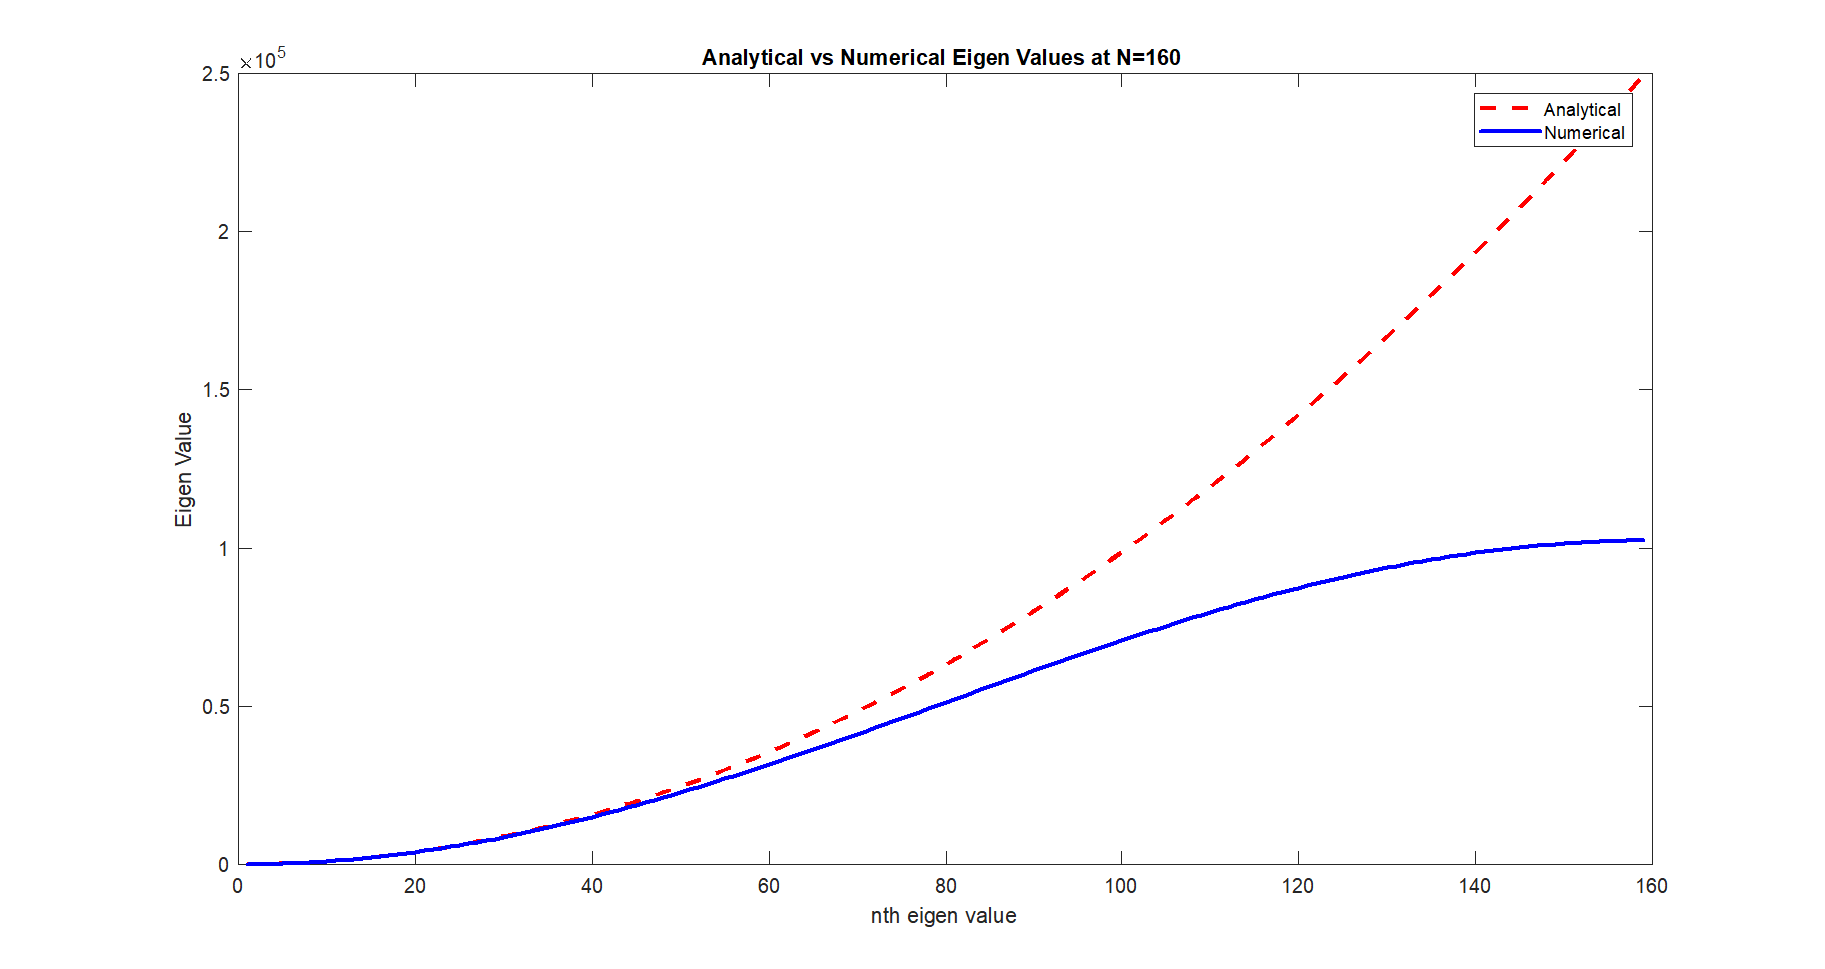 Analytical vs Numerical Eigen Values at N=160
×10^5
2.5
2
1.5
1
0.5
0
Eigen Value
Analytical
Numerical
0 20 40 60 80 100 120 140 160
nth eigen value